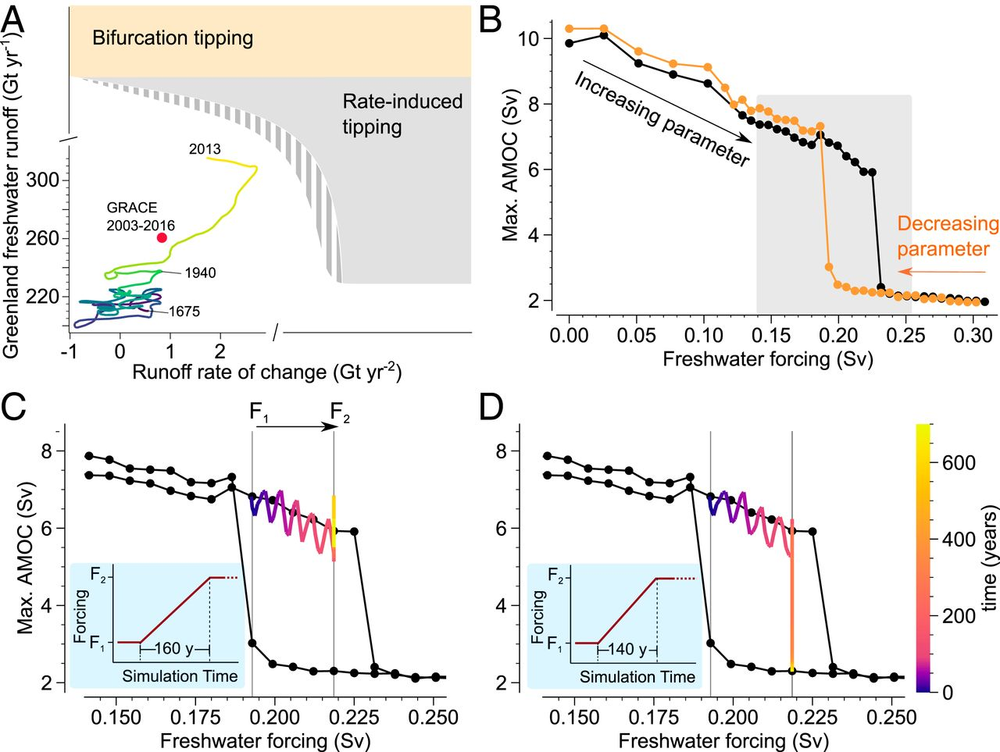 A
Bifurcation tipping
Rate-induced
tipping
2013
GRACE
2003-2016
1940
1675
300
260
220
-1
0
1
2
Greenland freshwater runoff (Gt yr⁻¹)
Runoff rate of change (Gt yr⁻²)
B
10
8
6
4
2
Max. AMOC (Sv)
Increasing parameter
Decreasing
parameter
0.00
0.05
0.10
0.15
0.20
0.25
0.30
Freshwater forcing (Sv)
C
F₁
F₂
8
6
4
2
Max. AMOC (Sv)
F₂
F₁
Forcing
160 y
Simulation Time
0.150
0.175
0.200
0.225
0.250
Freshwater forcing (Sv)
D
8
6
4
2
F₂
F₁
Forcing
140 y
Simulation Time
0.150
0.175
0.200
0.225
0.250
Freshwater forcing (Sv)
600
400
200
0
time (years)